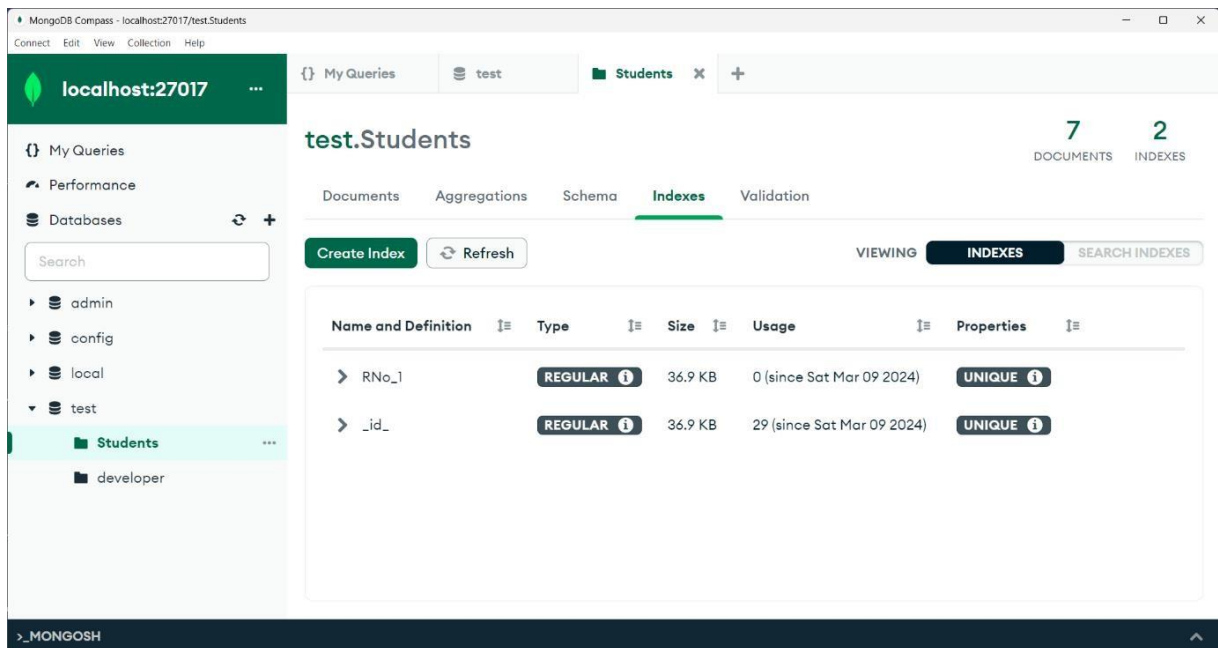 MongoDB Compass - localhost:27017/test.Students
Connect Edit View Collection Help
localhost:27017 ...
{} My Queries
Performance
Databases
Search
admin
config
local
test
Students ...
developer
{} My Queries test Students
test.Students
7 2
DOCUMENTS INDEXES
Documents Aggregations Schema Indexes Validation
Create Index Refresh VIEWING INDEXES SEARCH INDEXES
Name and Definition Type Size Usage Properties
RNo_1 REGULAR 36.9 KB 0 (since Sat Mar 09 2024) UNIQUE
_id_ REGULAR 36.9 KB 29 (since Sat Mar 09 2024) UNIQUE
>_MONGOSH